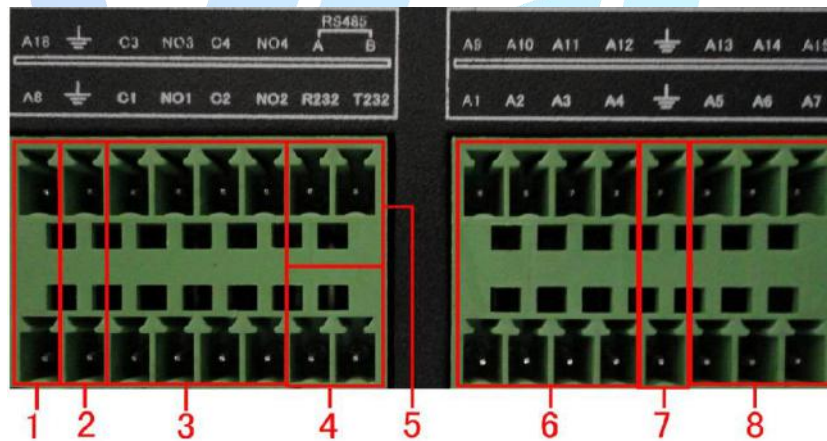 RS485
A16 C3 NO3 C4 NO4 A B
A8 C1 NO1 C2 NO2 R232 T232
A9 A10 A11 A12 A13 A14 A15
A1 A2 A3 A4 A5 A6 A7
1 2 3 4 5 6 7 8